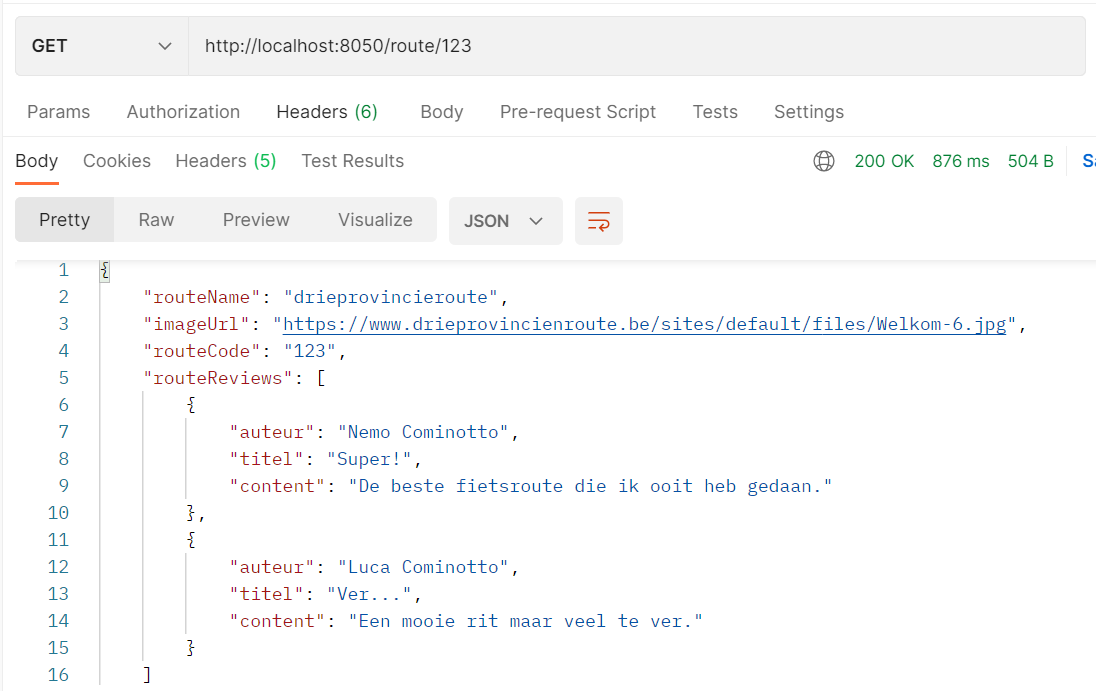 GET http://localhost:8050/route/123
Params Authorization Headers (6) Body Pre-request Script Tests Settings
Body Cookies Headers (5) Test Results 200 OK 876 ms 504 B Sa
Pretty Raw Preview Visualize JSON
1 {
2 "routeName": "drieprovincieroute",
3 "imageUrl": "https://www.drieprovincienroute.be/sites/default/files/Welkom-6.jpg",
4 "routeCode": "123",
5 "routeReviews": [
6 {
7 "auteur": "Nemo Cominotto",
8 "titel": "Super!",
9 "content": "De beste fietsroute die ik ooit heb gedaan."
10 },
11 {
12 "auteur": "Luca Cominotto",
13 "titel": "Ver...",
14 "content": "Een mooie rit maar veel te ver."
15 }
16 ]